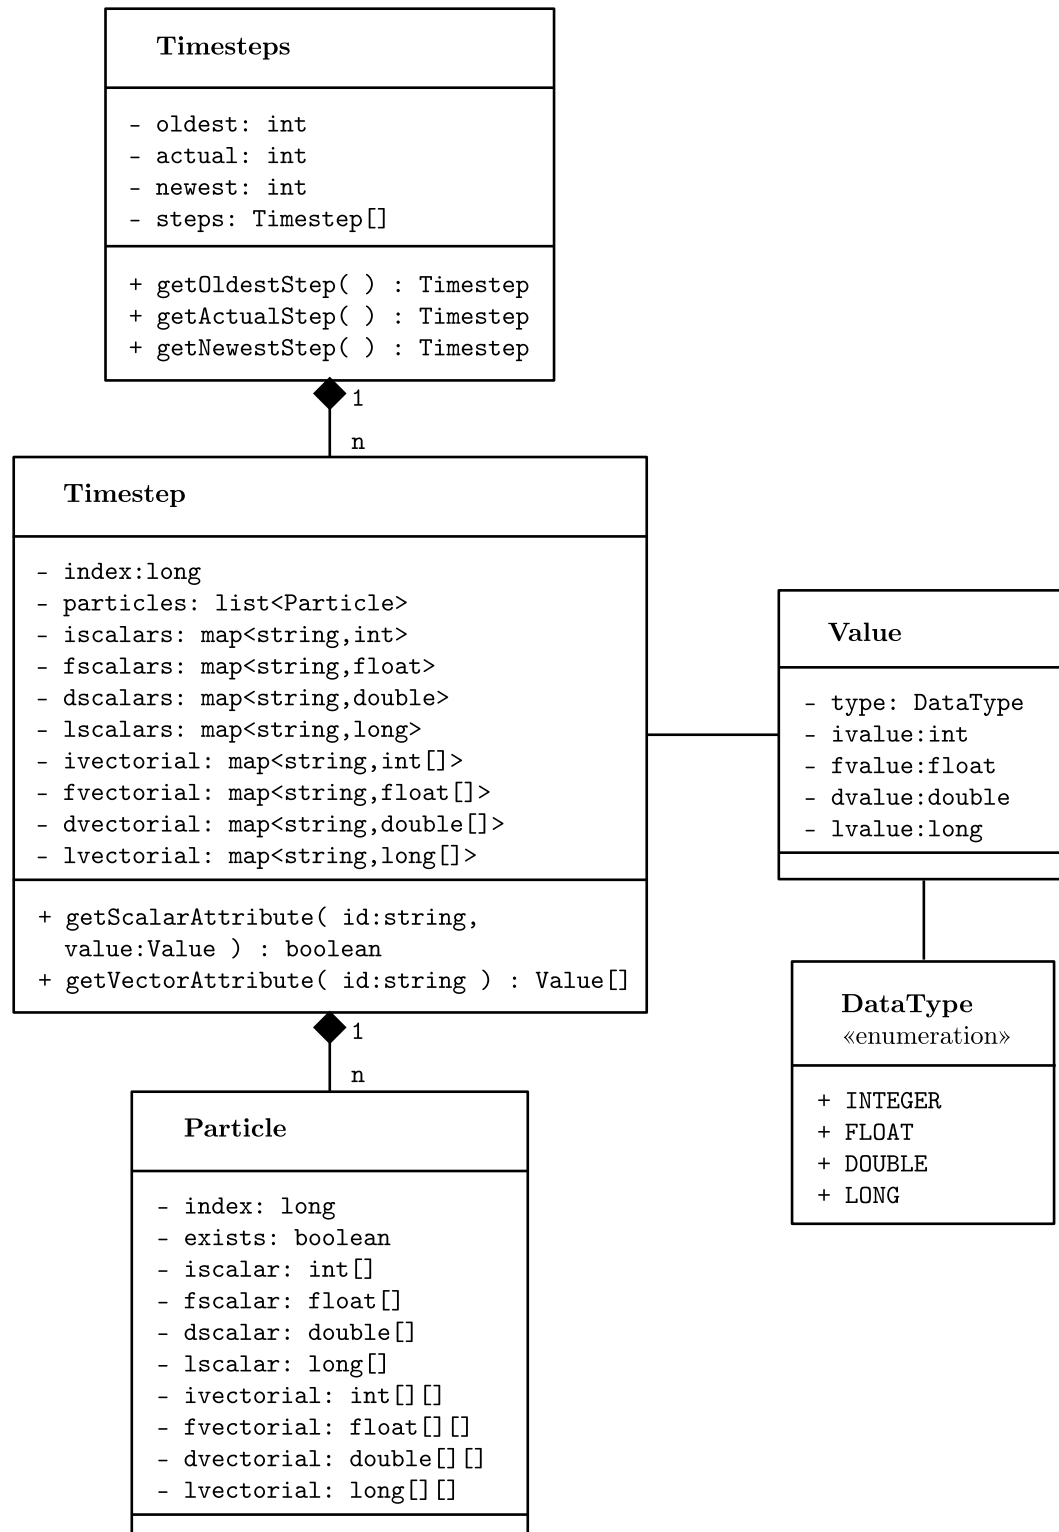 Timesteps
- oldest: int
- actual: int
- newest: int
- steps: Timestep[]
+ getOldestStep( ) : Timestep
+ getActualStep( ) : Timestep
+ getNewestStep( ) : Timestep
1
n
Timestep
- index:long
- particles: list<Particle>
- iscalars: map<string,int>
- fscalars: map<string,float>
- dscalars: map<string,double>
- lscalars: map<string,long>
- ivectorial: map<string,int[]>
- fvectorial: map<string,float[]>
- dvectorial: map<string,double[]>
- lvectorial: map<string,long[]>
+ getScalarAttribute( id:string,
value:Value ) : boolean
+ getVectorAttribute( id:string ) : Value[]
Value
- type: DataType
- ivalue:int
- fvalue:float
- dvalue:double
- lvalue:long
DataType
«enumeration»
+ INTEGER
+ FLOAT
+ DOUBLE
+ LONG
1
n
Particle
- index: long
- exists: boolean
- iscalar: int[]
- fscalar: float[]
- dscalar: double[]
- lscalar: long[]
- ivectorial: int[][]
- fvectorial: float[][]
- dvectorial: double[][]
- lvectorial: long[][]